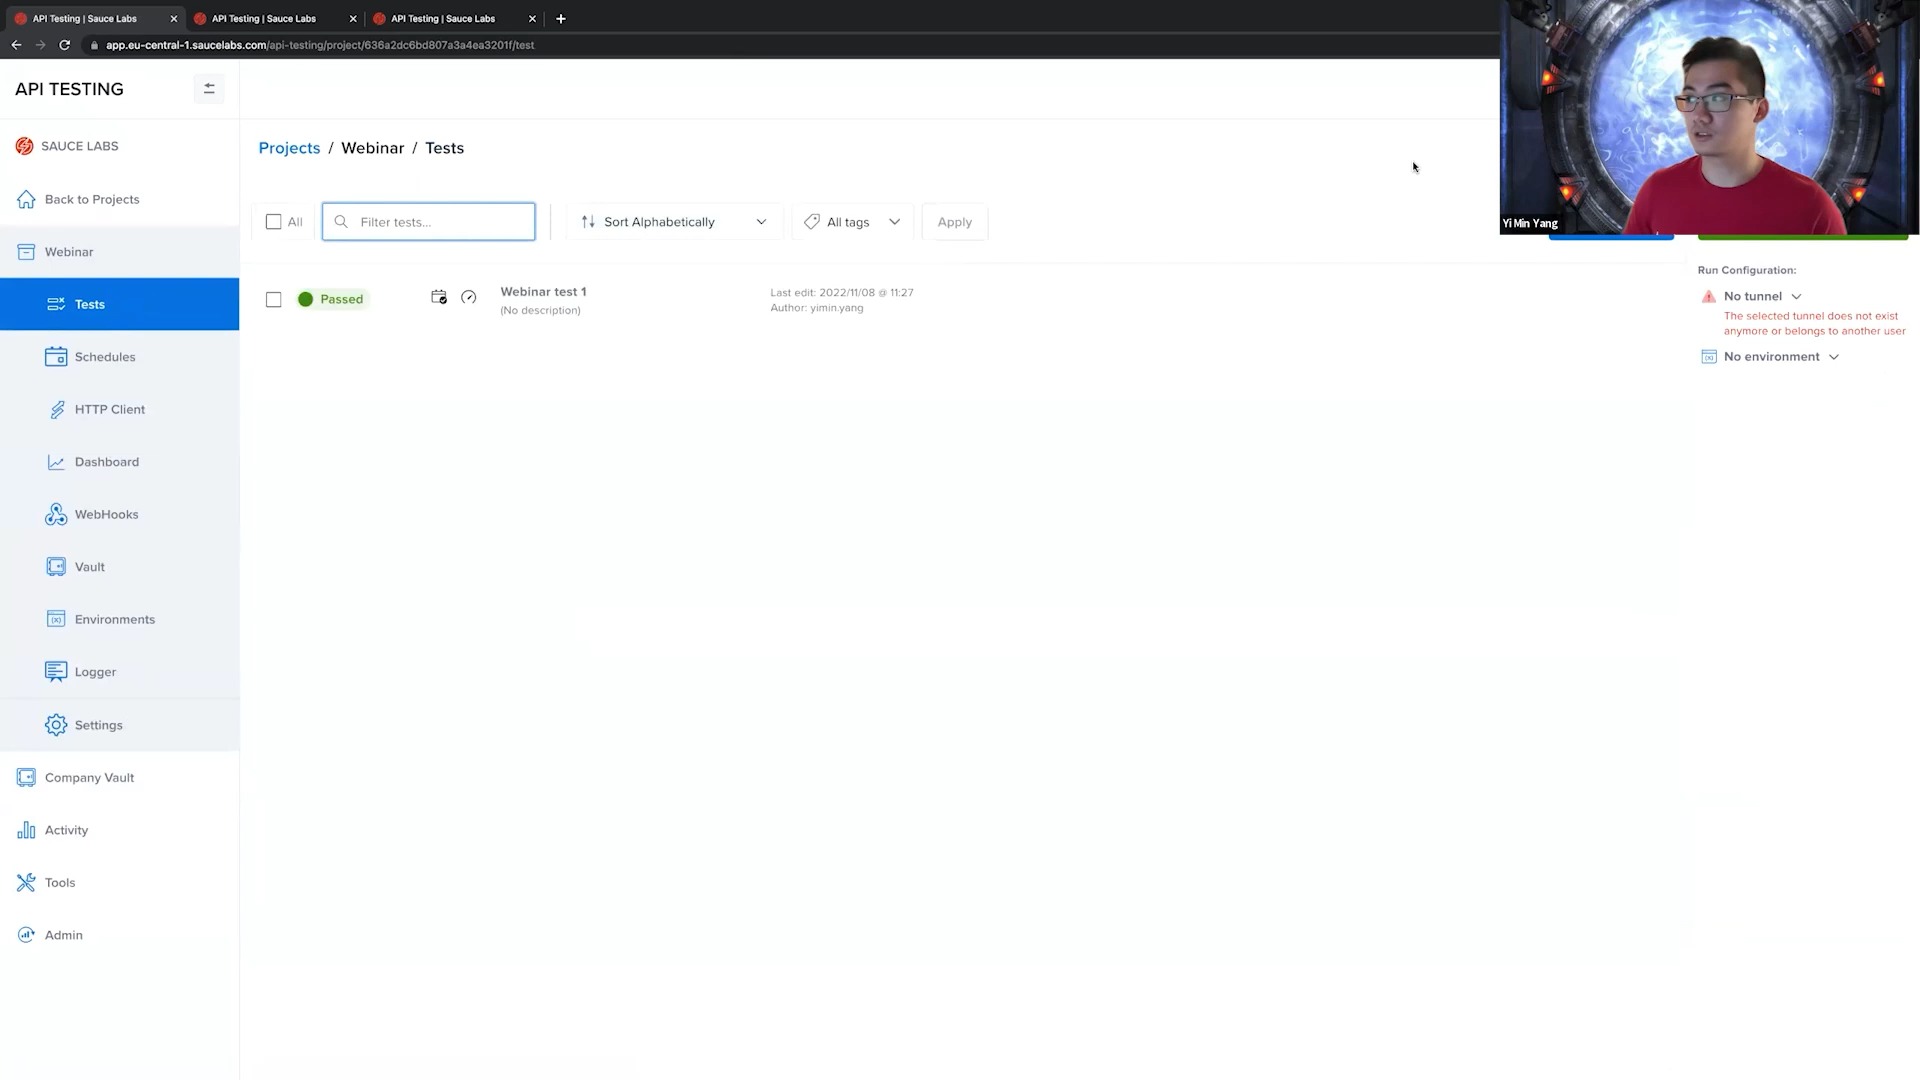 API Testing | Sauce Labs
API Testing | Sauce Labs
API Testing | Sauce Labs
app.eu-central-1.saucelabs.com/api-testing/project/636a2dc6bd807a3a4ea3201f/test
API TESTING
SAUCE LABS
Back to Projects
Webinar
Tests
Schedules
HTTP Client
Dashboard
WebHooks
Vault
Environments
Logger
Settings
Company Vault
Activity
Tools
Admin
Projects / Webinar / Tests
All
Filter tests...
Sort Alphabetically
All tags
Apply
Passed
Webinar test 1
(No description)
Last edit: 2022/11/08 @ 11:27
Author: yimin.yang
Yi Min Yang
Run Configuration:
No tunnel
The selected tunnel does not exist
anymore or belongs to another user
No environment